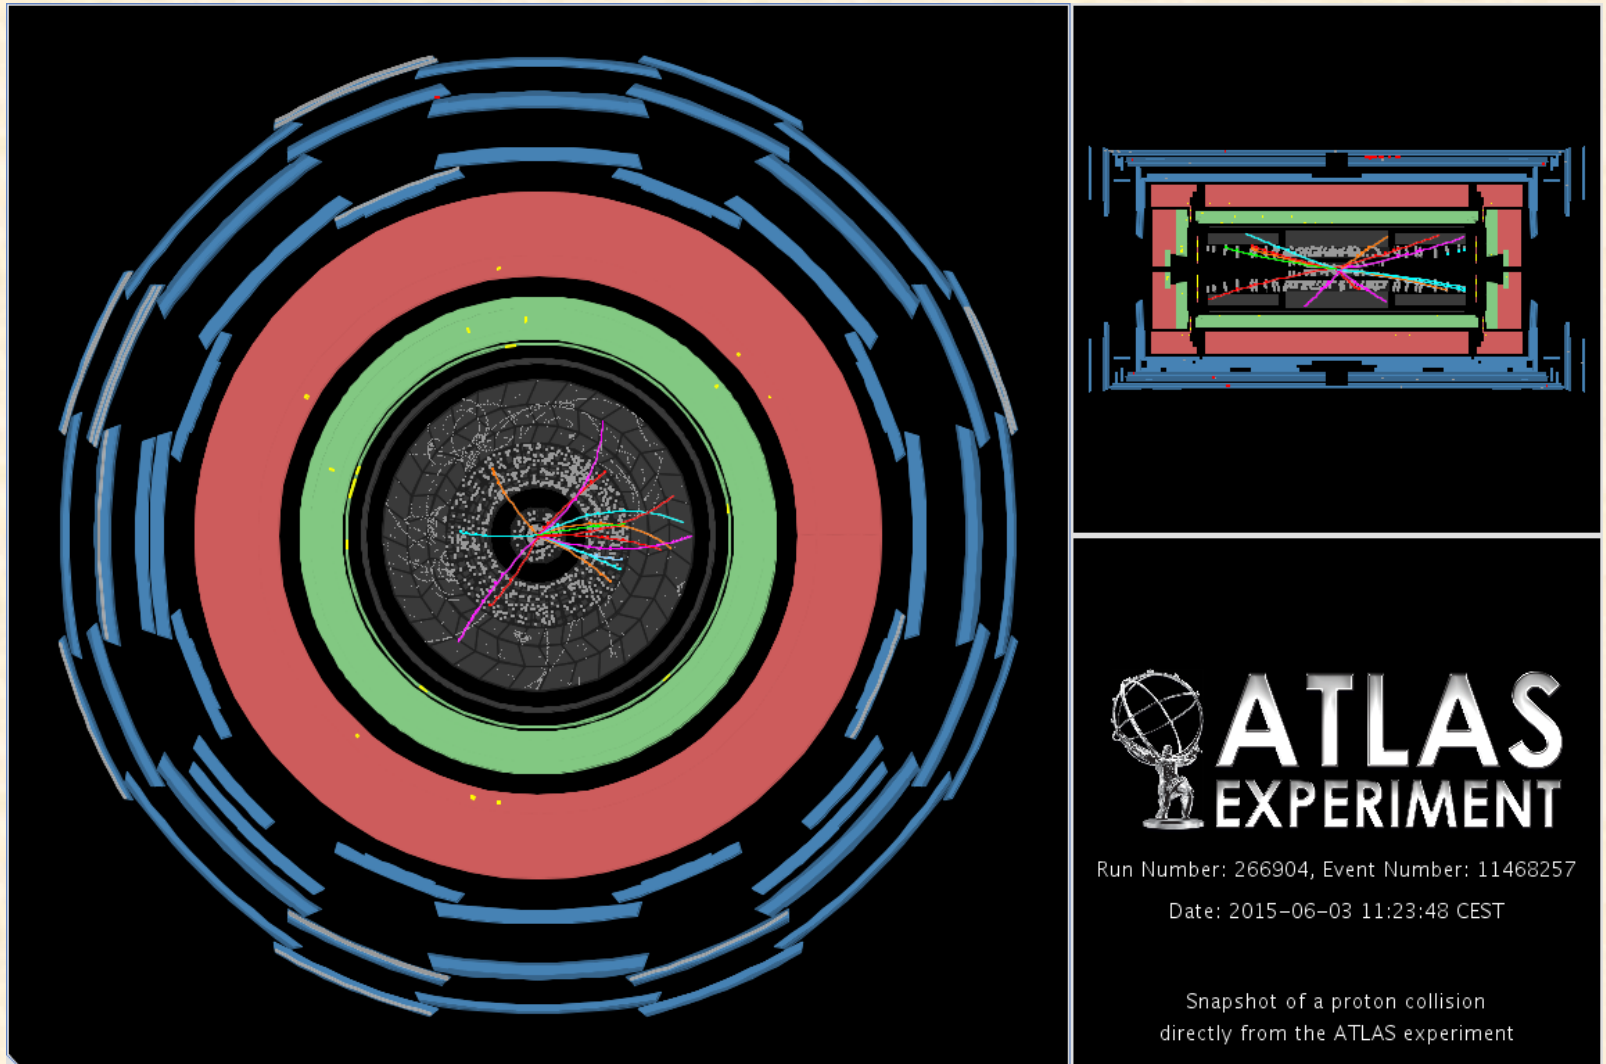 ATLAS
EXPERIMENT
Run Number: 266904, Event Number: 11468257
Date: 2015-06-03 11:23:48 CEST
Snapshot of a proton collision
directly from the ATLAS experiment